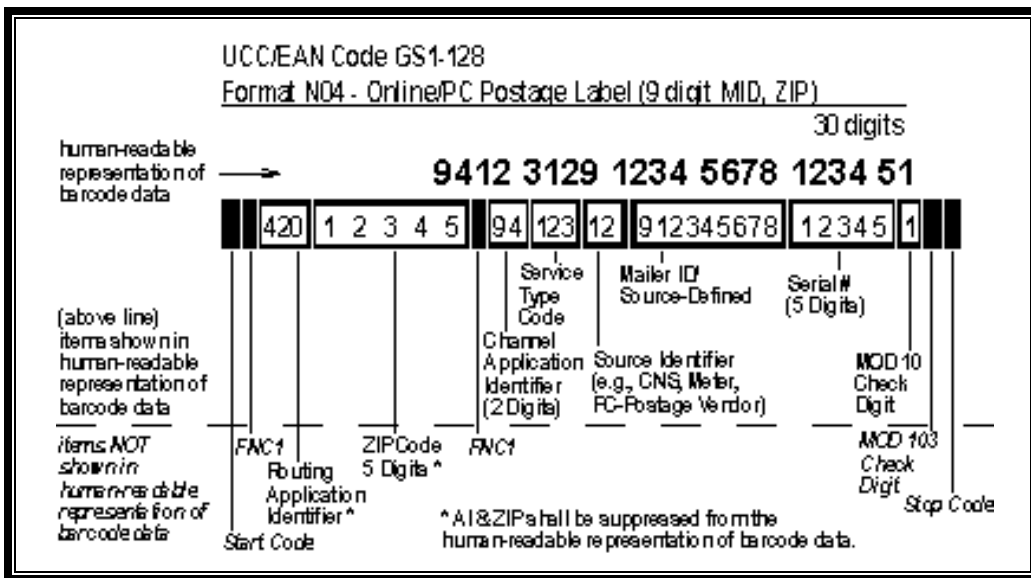 UCC/EAN Code GS1-128
Format N04 - Online/PC Postage Label (9 digit MID, ZIP)
30 digits
human-readable
representation of
barcode data
9412 3129 1234 5678 1234 51
420 1 2 3 4 5 94 123 12 912345678 12345 1
Service
Type
Code
Mailer ID/
Source-Defined
Serial #
(5 Digits)
(above line)
items shown in
human-readable
representation of
barcode data
Channel
Application
Identifier
(2 Digits)
Source Identifier
(e.g., CNS, Meter,
PC-Postage Vendor)
MOD 10
Check
Digit
items NOT
shown in
human-readable
representation of
barcode data
FNC1
Routing
Application
Identifier*
Start Code
ZIP Code
5 Digits *
FNC1
MOD 103
Check
Digit
Stop Code
* AI & ZIP shall be suppressed from the
human-readable representation of barcode data.